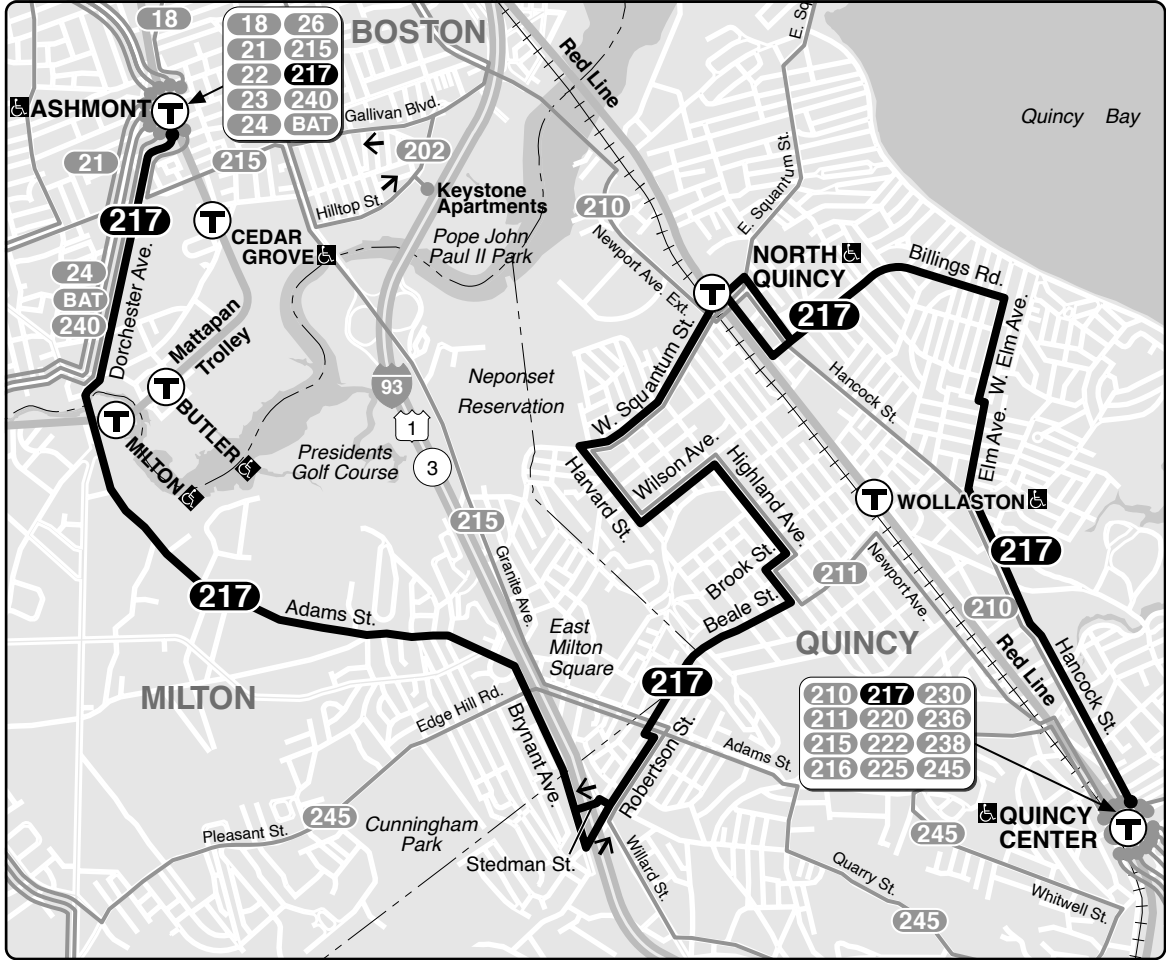 18
18 26
21 215
22 217
23 240
24 BAT
BOSTON
Red Line
E. Sq
Quincy Bay
ASHMONT
T
Gallivan Blvd.
21
215
202
Hilltop St.
Keystone
Apartments
E. Squantum St.
210
217
T
CEDAR
GROVE
Pope John
Paul II Park
Newport Ave. Ext.
NORTH
QUINCY
T
Billings Rd.
24
BAT
240
Dorchester Ave.
Mattapan
Trolley
217
W. Elm Ave.
T
BUTLER
T
MILTON
93
1
3
Neponset
Reservation
Presidents
Golf Course
W. Squantum St.
Hancock St.
Elm Ave.
Harvard St.
Wilson Ave.
Highland Ave.
T
WOLLASTON
215
Granite Ave.
Brook St.
Beale St.
211
Newport Ave.
217
210
217
Adams St.
East
Milton
Square
QUINCY
Red Line
Hancock St.
MILTON
217
210 217 230
211 220 236
215 222 238
216 225 245
Edge Hill Rd.
Brynant Ave.
Robertson St.
Adams St.
245
Pleasant St.
Cunningham
Park
Stedman St.
Willard St.
QUINCY
CENTER
T
245
Quarry St.
Whitwell St.
245